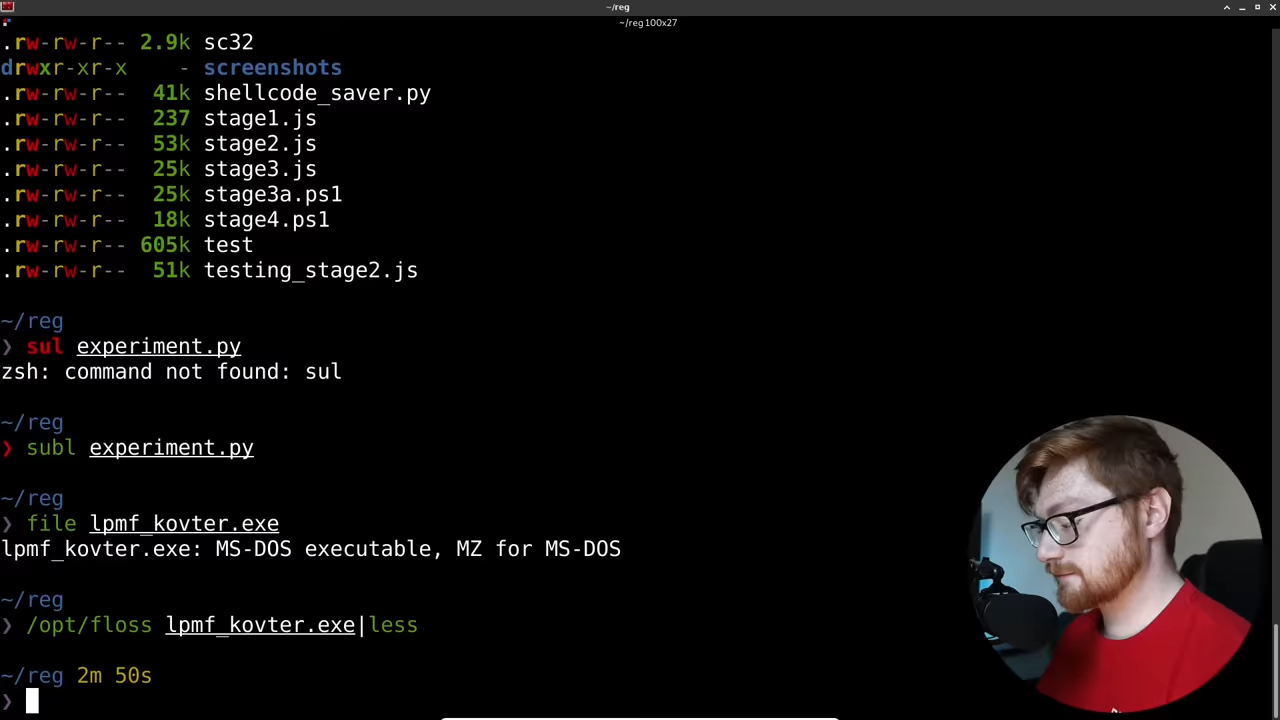 ~/reg
~/reg 100x27
.rw-rw-r-- 2.9k sc32
drwxr-xr-x - screenshots
.rw-rw-r-- 41k shellcode_saver.py
.rw-rw-r-- 237 stage1.js
.rw-rw-r-- 53k stage2.js
.rw-rw-r-- 25k stage3.js
.rw-rw-r-- 25k stage3a.ps1
.rw-rw-r-- 18k stage4.ps1
.rw-rw-r-- 605k test
.rw-rw-r-- 51k testing_stage2.js
~/reg
❯ sul experiment.py
zsh: command not found: sul
~/reg
❯ subl experiment.py
~/reg
❯ file lpmf_kovter.exe
lpmf_kovter.exe: MS-DOS executable, MZ for MS-DOS
~/reg
❯ /opt/floss lpmf_kovter.exe|less
~/reg 2m 50s
❯